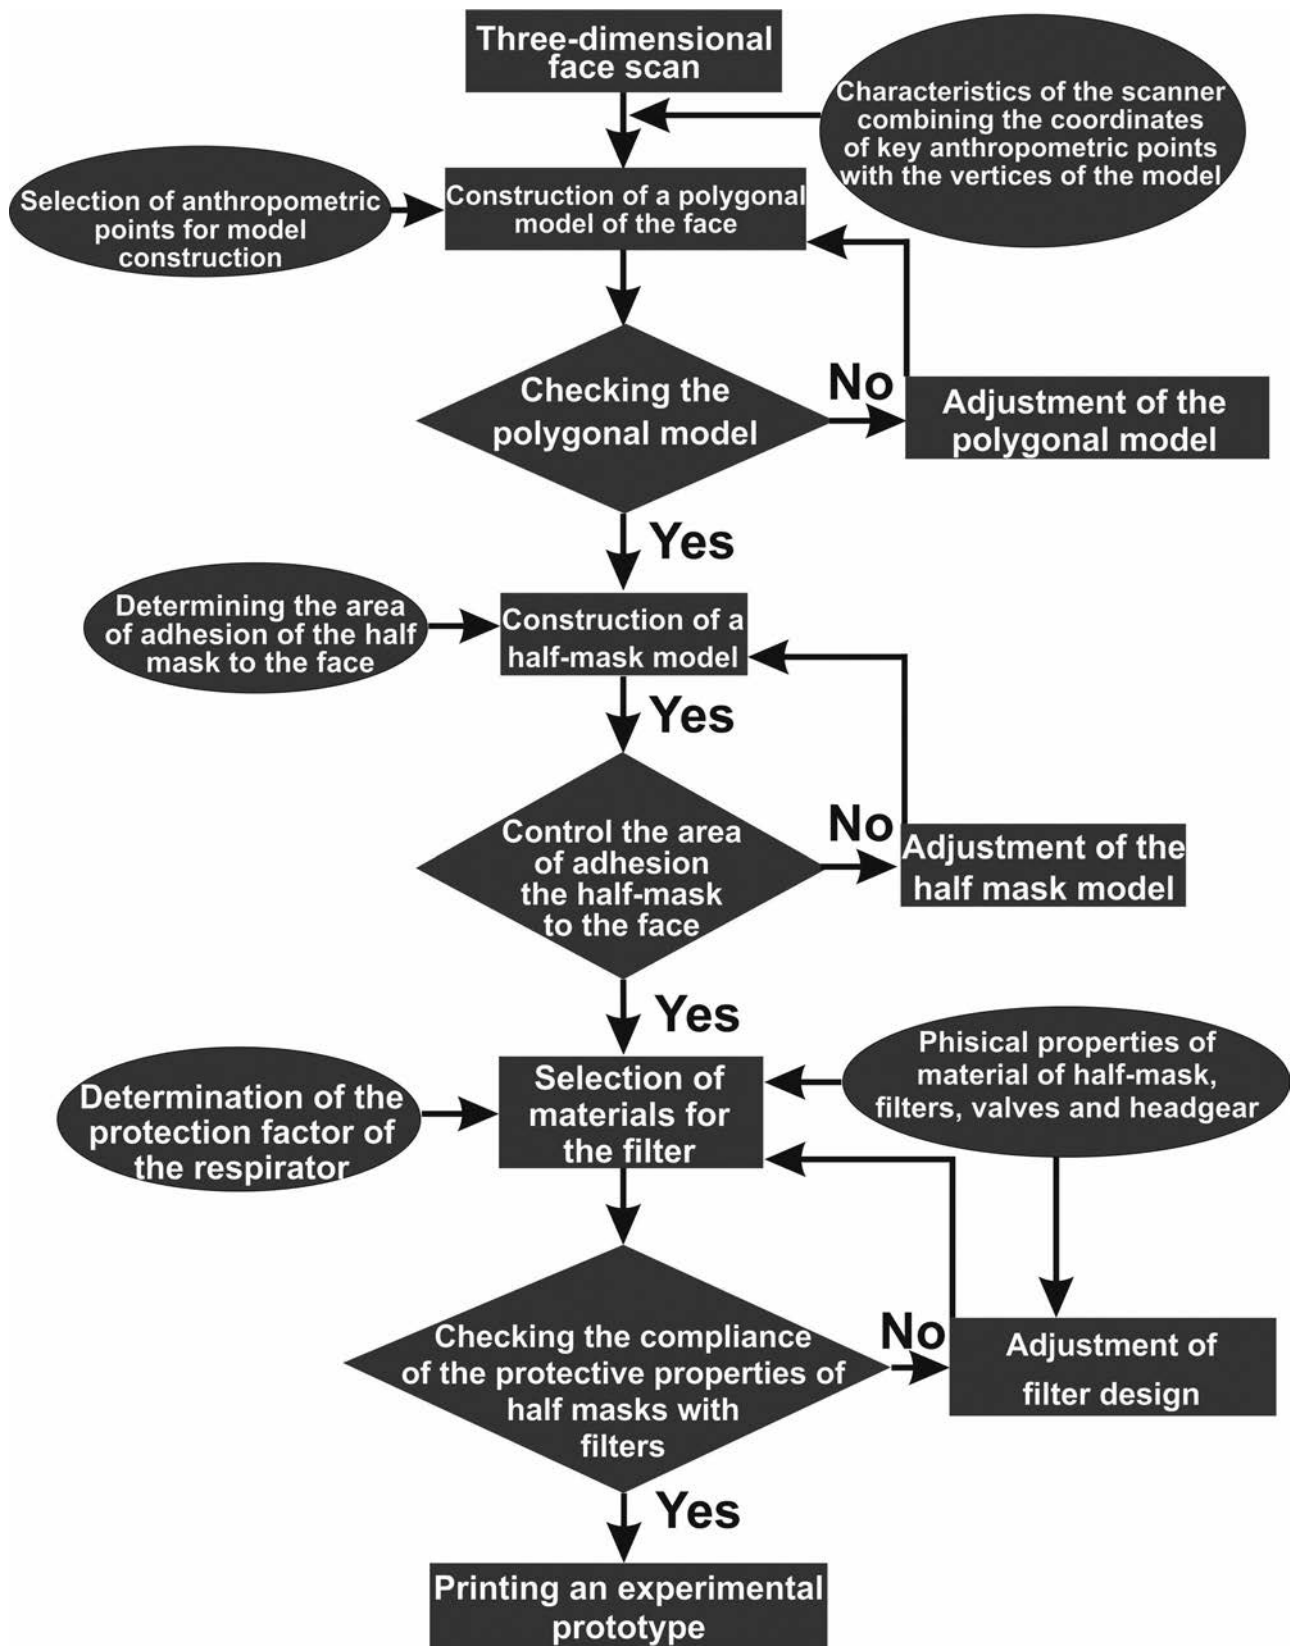 Three-dimensional
face scan
Characteristics of the scanner
combining the coordinates
of key anthropometric points
with the vertices of the model
Selection of anthropometric
points for model
construction
Construction of a polygonal
model of the face
Checking the
polygonal model
No
Adjustment of the
polygonal model
Yes
Determining the area
of adhesion of the half
mask to the face
Construction of a
half-mask model
Yes
Control the area
of adhesion
the half-mask
to the face
No
Adjustment of the
half mask model
Yes
Determination of the
protection factor of
the respirator
Selection of
materials for
the filter
Phisical properties of
material of half-mask,
filters, valves and headgear
Checking the compliance
of the protective properties of
half masks with
filters
No
Adjustment of
filter design
Yes
Printing an experimental
prototype